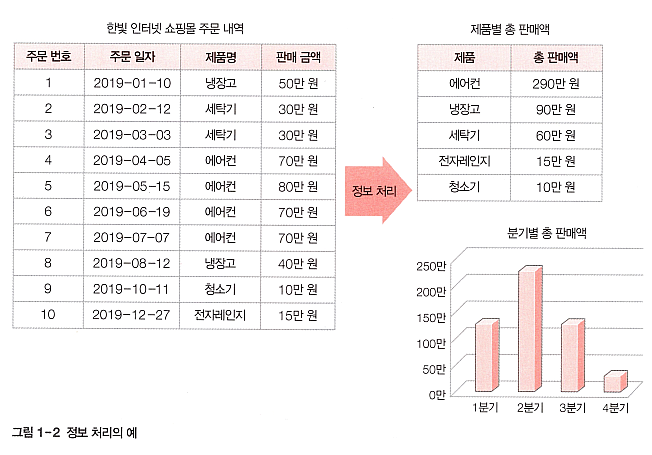 한빛 인터넷 쇼핑몰 주문 내역
주문 번호 주문 일자 제품명 판매 금액
1 2019-01-10 냉장고 50만 원
2 2019-02-12 세탁기 30만 원
3 2019-03-03 세탁기 30만 원
4 2019-04-05 에어컨 70만 원
5 2019-05-15 에어컨 80만 원
6 2019-06-19 에어컨 70만 원
7 2019-07-07 에어컨 70만 원
8 2019-08-12 냉장고 40만 원
9 2019-10-11 청소기 10만 원
10 2019-12-27 전자레인지 15만 원
정보 처리
제품별 총 판매액
제품 총 판매액
에어컨 290만 원
냉장고 90만 원
세탁기 60만 원
전자레인지 15만 원
청소기 10만 원
분기별 총 판매액
250만
200만
150만
100만
50만
0만
1분기 2분기 3분기 4분기
그림 1-2 정보 처리의 예